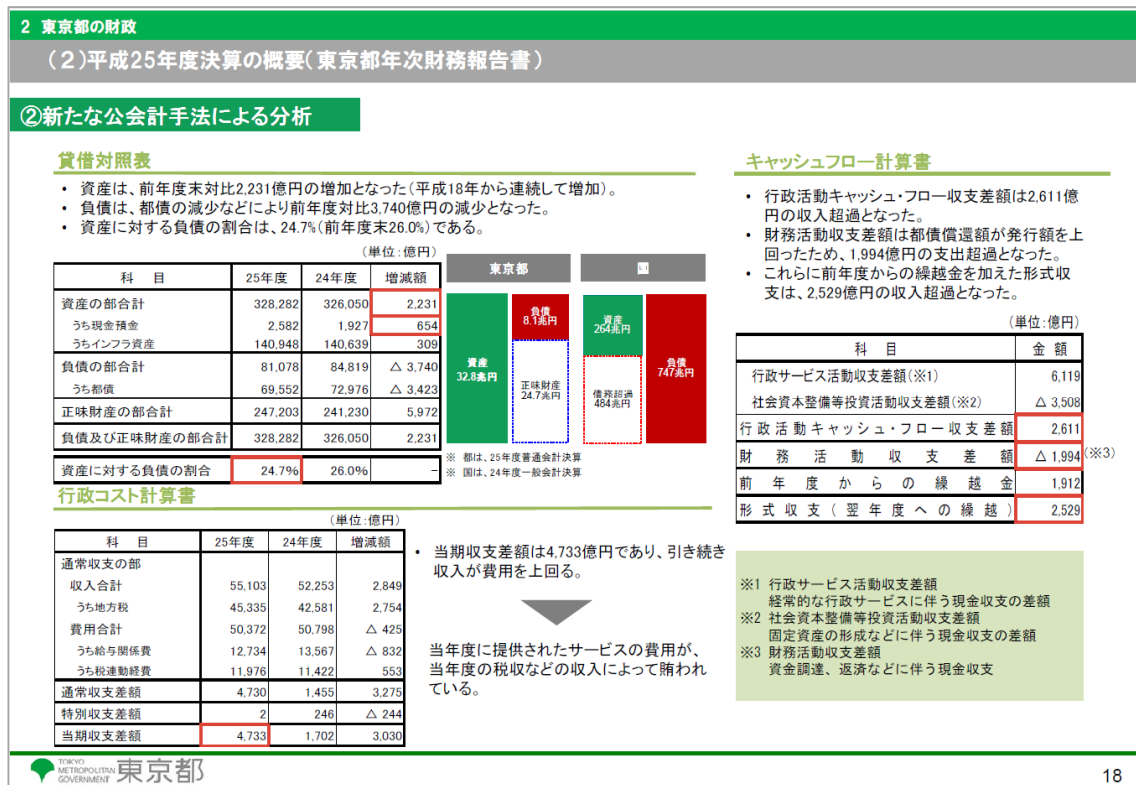 2 東京都の財政
(2)平成25年度決算の概要(東京都年次財務報告書)
②新たな公会計手法による分析
貸借対照表
• 資産は、前年度末対比2,231億円の増加となった(平成18年から連続して増加)。
• 負債は、都債の減少などにより前年度対比3,740億円の減少となった。
• 資産に対する負債の割合は、24.7%(前年度末26.0%)である。
(単位:億円)
科 目 25年度 24年度 増減額
資産の部合計 328,282 326,050 2,231
うち現金預金 2,582 1,927 654
うちインフラ資産 140,948 140,639 309
負債の部合計 81,078 84,819 △ 3,740
うち都債 69,552 72,976 △ 3,423
正味財産の部合計 247,203 241,230 5,972
負債及び正味財産の部合計 328,282 326,050 2,231
資産に対する負債の割合 24.7% 26.0% -
東京都
国
資産
32.8兆円
負債
8.1兆円
正味財産
24.7兆円
資産
264兆円
債務超過
484兆円
負債
747兆円
※ 都は、25年度普通会計決算
※ 国は、24年度一般会計決算
行政コスト計算書
(単位:億円)
科 目 25年度 24年度 増減額
通常収支の部
収入合計 55,103 52,253 2,849
うち地方税 45,335 42,581 2,754
費用合計 50,372 50,798 △ 425
うち給与関係費 12,734 13,567 △ 832
うち税連動経費 11,976 11,422 553
通常収支差額 4,730 1,455 3,275
特別収支差額 2 246 △ 244
当期収支差額 4,733 1,702 3,030
• 当期収支差額は4,733億円であり、引き続き
収入が費用を上回る。
当年度に提供されたサービスの費用が、
当年度の税収などの収入によって賄われ
ている。
キャッシュフロー計算書
• 行政活動キャッシュ・フロー収支差額は2,611億
円の収入超過となった。
• 財務活動収支差額は都債償還額が発行額を上
回ったため、1,994億円の支出超過となった。
• これらに前年度からの繰越金を加えた形式収
支は、2,529億円の収入超過となった。
(単位:億円)
科 目 金 額
行政サービス活動収支差額(※1) 6,119
社会資本整備等投資活動収支差額(※2) △ 3,508
行政活動キャッシュ・フロー収支差額 2,611
財務活動収支差額 △ 1,994 (※3)
前年度からの繰越金 1,912
形式収支(翌年度への繰越) 2,529
※1 行政サービス活動収支差額
経常的な行政サービスに伴う現金収支の差額
※2 社会資本整備等投資活動収支差額
固定資産の形成などに伴う現金収支の差額
※3 財務活動収支差額
資金調達、返済などに伴う現金収支
TOKYO
METROPOLITAN
GOVERNMENT
東京都
18